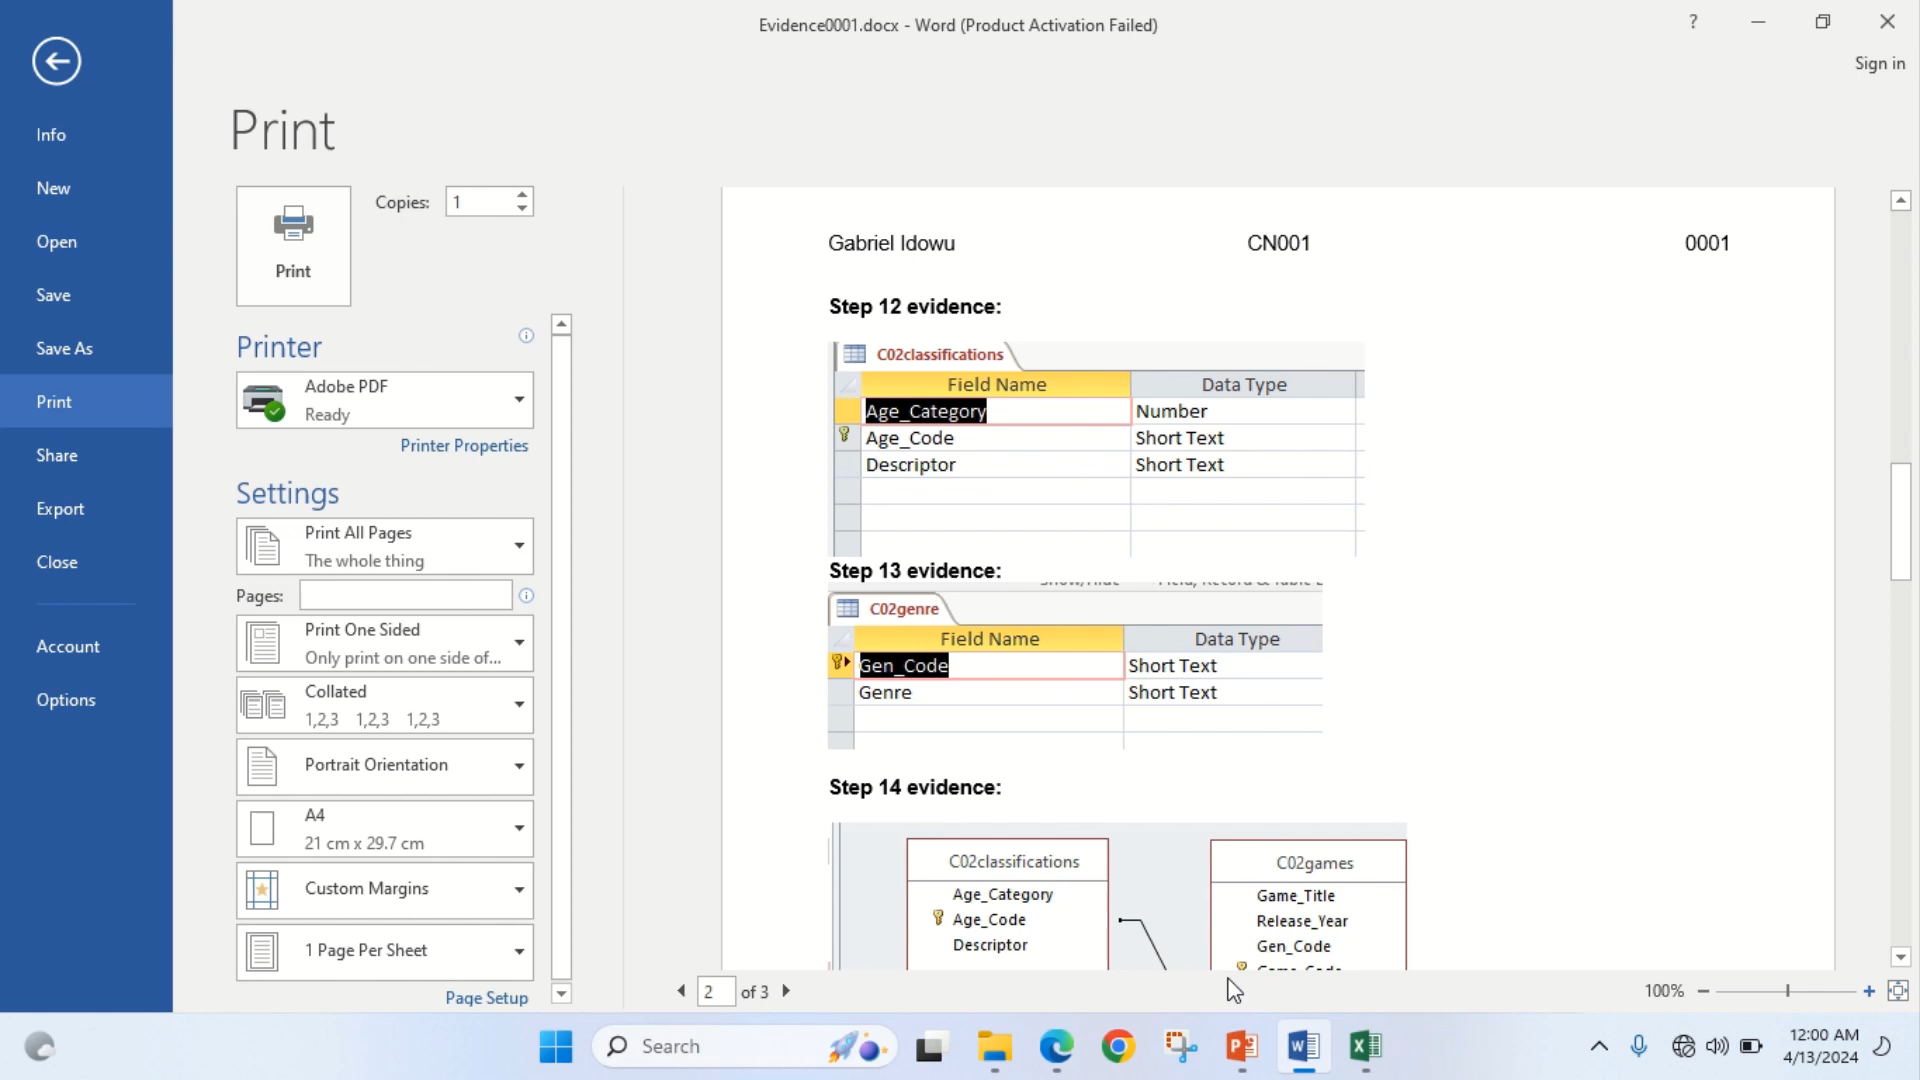 Evidence0001.docx - Word (Product Activation Failed)
?
Sign in
Info
New
Open
Save
Save As
Print
Share
Export
Close
Account
Options
Print
Print
Copies: 1
Printer
Adobe PDF
Ready
Printer Properties
Settings
Print All Pages
The whole thing
Pages:
Print One Sided
Only print on one side of...
Collated
1,2,3 1,2,3 1,2,3
Portrait Orientation
A4
21 cm x 29.7 cm
Custom Margins
1 Page Per Sheet
Page Setup
Gabriel Idowu CN001 0001
Step 12 evidence:
C02classifications
Field Name Data Type
Age_Category Number
Age_Code Short Text
Descriptor Short Text
Step 13 evidence:
C02genre
Field Name Data Type
Gen_Code Short Text
Genre Short Text
Step 14 evidence:
C02classifications
Age_Category
Age_Code
Descriptor
C02games
Game_Title
Release_Year
Gen_Code
2 of 3
100%
Search
12:00 AM
4/13/2024